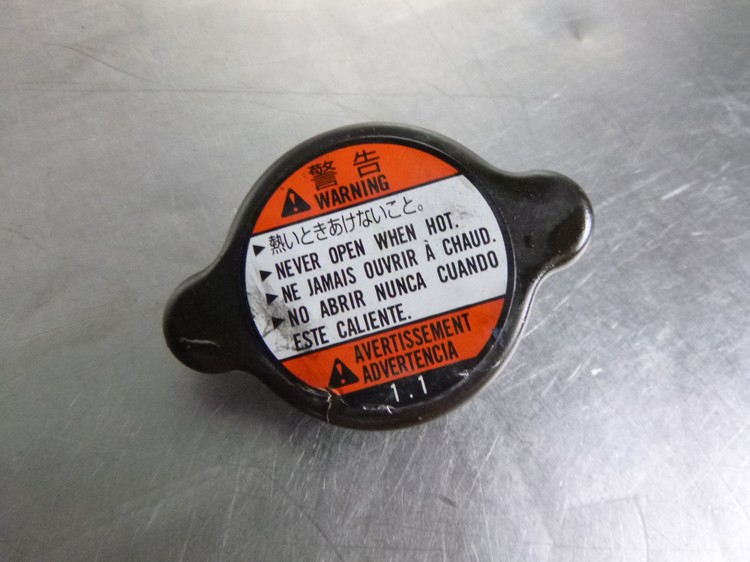 警告
WARNING
熱いときあけないこと。
NEVER OPEN WHEN HOT.
NE JAMAIS OUVRIR À CHAUD.
NO ABRIR NUNCA CUANDO
ESTE CALIENTE.
AVERTISSEMENT
ADVERTENCIA
1.1